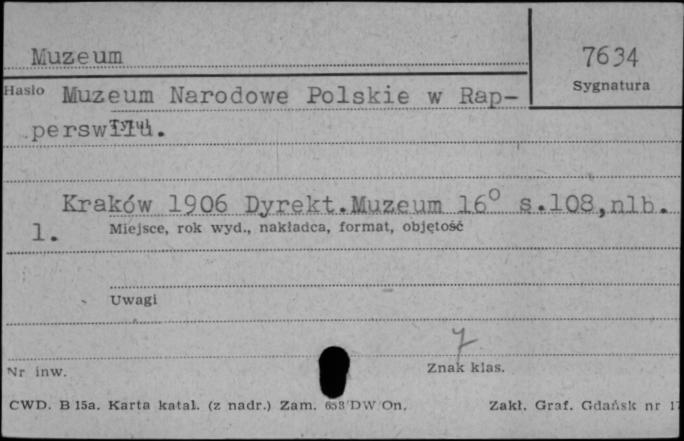 Muzeum
7634
Sygnatura
Hasło Muzeum Narodowe Polskie w Rap-
perswilu.
Tytuł
Kraków 1906 Dyrekt.Muzeum 16° s.108,nlb.
1. Miejsce, rok wyd., nakładca, format, objętość
Uwagi
7
Nr inw.
Znak klas.
CWD. B 15a. Karta katal. (z nadr.) Zam. 653/DW/On. Zakł. Graf. Gdańsk nr